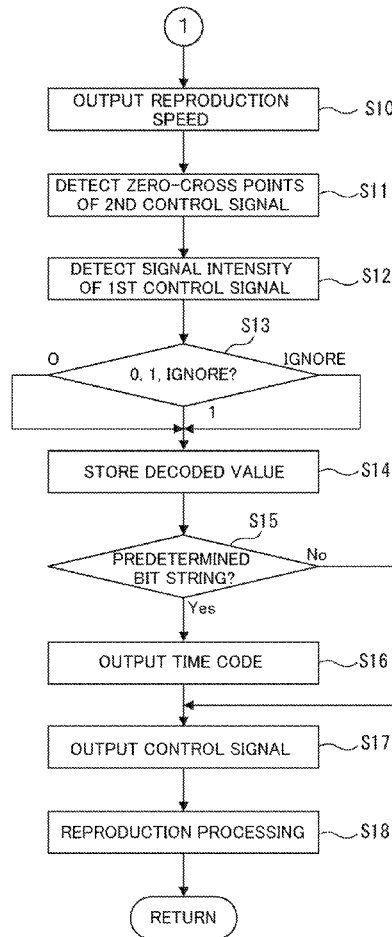 1
OUTPUT REPRODUCTION
SPEED
S10
DETECT ZERO-CROSS POINTS
OF 2ND CONTROL SIGNAL
S11
DETECT SIGNAL INTENSITY
OF 1ST CONTROL SIGNAL
S12
S13
0
0, 1, IGNORE?
IGNORE
1
STORE DECODED VALUE
S14
S15
PREDETERMINED
BIT STRING?
No
Yes
OUTPUT TIME CODE
S16
OUTPUT CONTROL SIGNAL
S17
REPRODUCTION PROCESSING
S18
RETURN